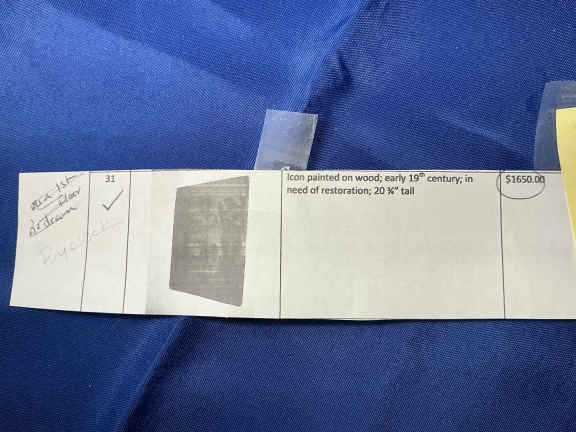 1st
Floor
Bedroom
31
Icon painted on wood; early 19th century; in
need of restoration; 20 ¾” tall
$1650.00